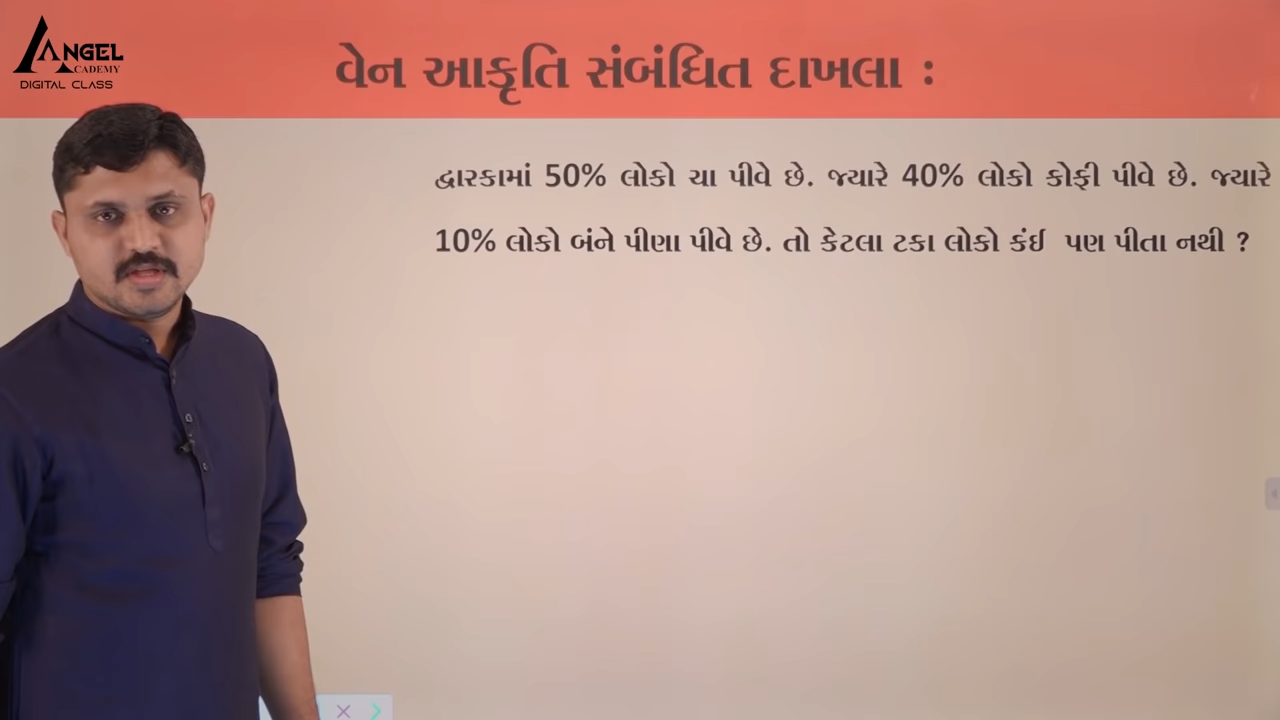 ANGEL
ACADEMY
DIGITAL CLASS
વેન આકૃતિ સંબંધિત દાખલા :
દ્વારકામાં 50% લોકો ચા પીવે છે. જ્યારે 40% લોકો કોફી પીવે છે. જ્યારે
10% લોકો બંને પીણા પીવે છે. તો કેટલા ટકા લોકો કંઈ પણ પીતા નથી ?